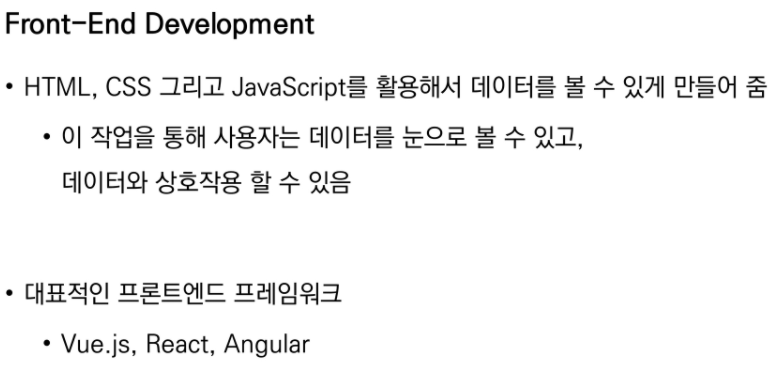 Front-End Development
• HTML, CSS 그리고 JavaScript를 활용해서 데이터를 볼 수 있게 만들어 줌
• 이 작업을 통해 사용자는 데이터를 눈으로 볼 수 있고,
데이터와 상호작용 할 수 있음
• 대표적인 프론트엔드 프레임워크
• Vue.js, React, Angular